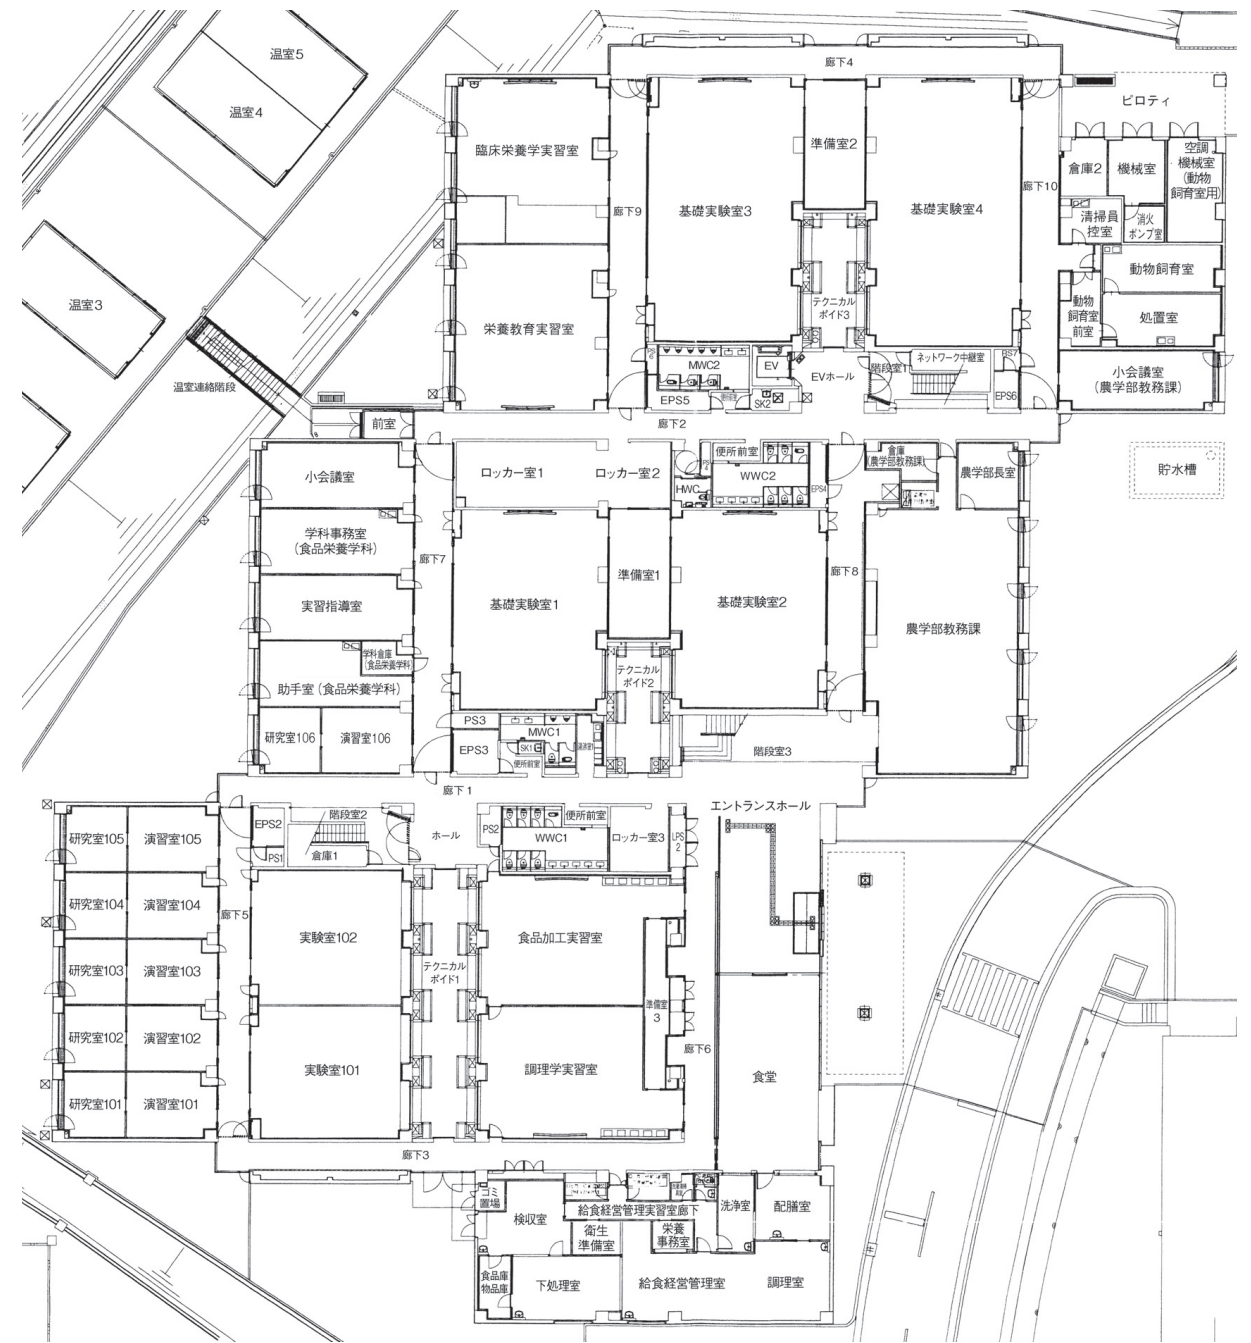 温室5
温室4
温室3
温室連絡階段
廊下4
ピロティ
臨床栄養学実習室
準備室2
倉庫2
機械室
空調
機械室
(動物
飼育室用)
基礎実験室3
基礎実験室4
廊下9
廊下10
清掃員
控室
消火
ポンプ室
動物飼育室
栄養教育実習室
テクニカル
ボイド3
動物
飼育室
前室
処置室
MWC2
EV
EVホール
階段室1
ネットワーク中継室
PS7
小会議室
(農学部教務課)
EPS5
SK2
EPS6
前室
廊下2
小会議室
ロッカー室1
ロッカー室2
便所前室
HWC
WWC2
EPS4
倉庫
(農学部教務課)
農学部長室
貯水槽
学科事務室
(食品栄養学科)
廊下7
準備室1
廊下8
実習指導室
基礎実験室1
基礎実験室2
農学部教務課
学科倉庫
(食品栄養学科)
助手室(食品栄養学科)
テクニカル
ボイド2
研究室106
演習室106
PS3
MWC1
EPS3
SK1
便所前室
階段室3
廊下1
エントランスホール
研究室105
演習室105
EPS2
階段室2
PS1
倉庫1
ホール
PS2
WWC1
便所前室
ロッカー室3
LPS
2
研究室104
演習室104
廊下5
実験室102
食品加工実習室
研究室103
演習室103
テクニカル
ボイド1
準備室
3
研究室102
演習室102
廊下6
実験室101
調理学実習室
食堂
研究室101
演習室101
廊下3
ゴミ
置場
検収室
給食経営管理実習室廊下
洗浄室
配膳室
衛生
準備室
栄養
事務室
食品庫
物品庫
下処理室
給食経営管理室
調理室